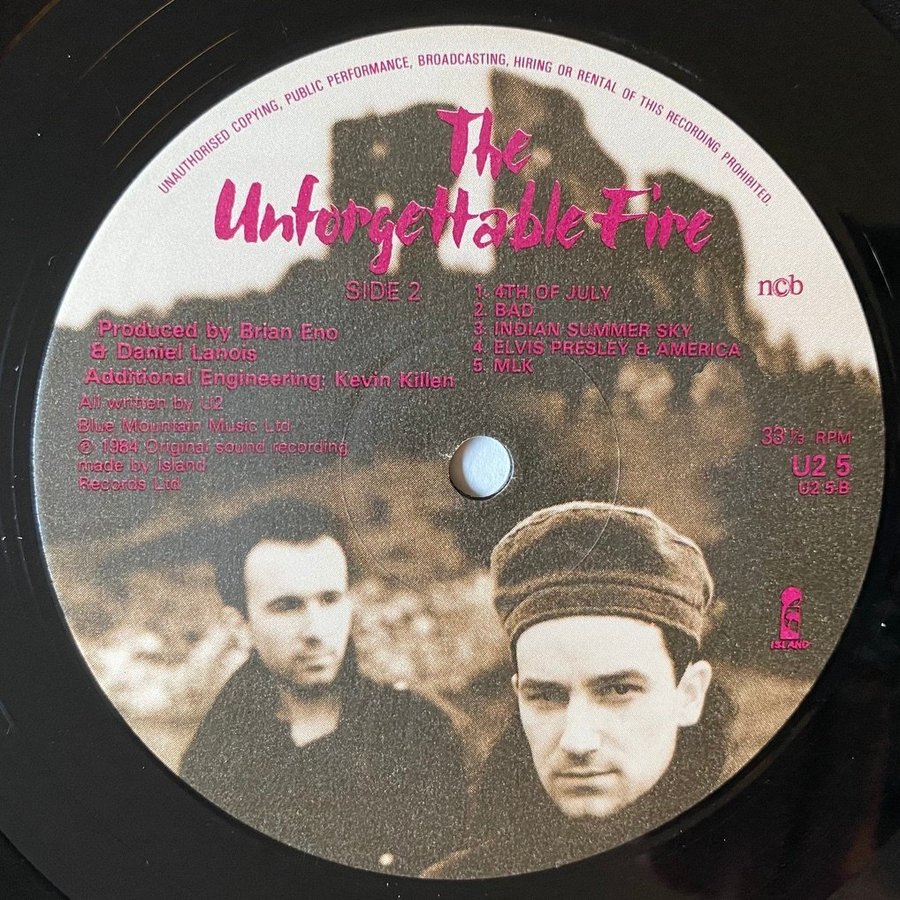 UNAUTHORISED COPYING, PUBLIC PERFORMANCE, BROADCASTING, HIRING OR RENTAL OF THIS RECORDING PROHIBITED.
The
Unforgettable Fire
SIDE 2
1. 4TH OF JULY
2. BAD
3. INDIAN SUMMER SKY
4. ELVIS PRESLEY & AMERICA
5. MLK
n©b
Produced by Brian Eno
& Daniel Lanois
Additional Engineering: Kevin Killen
All written by U2
Blue Mountain Music Ltd
℗ 1984 Original sound recording
made by Island
Records Ltd
33⅓ RPM
U2 5
U2·5·B
ISLAND